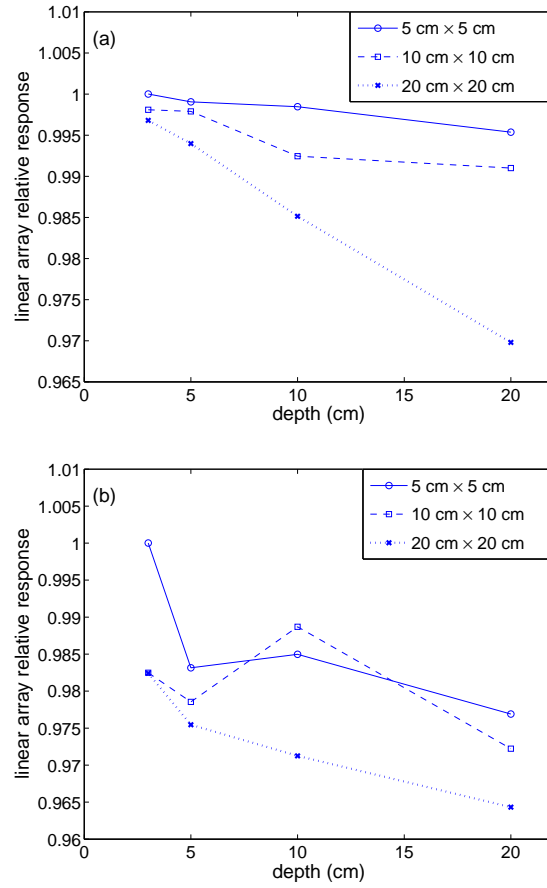 1.01
1.005
1
0.995
0.99
0.985
0.98
0.975
0.97
0.965
linear array relative response
(a)
5 cm × 5 cm
10 cm × 10 cm
20 cm × 20 cm
0 5 10 15 20
depth (cm)
1.01
1.005
1
0.995
0.99
0.985
0.98
0.975
0.97
0.965
0.96
linear array relative response
(b)
5 cm × 5 cm
10 cm × 10 cm
20 cm × 20 cm
0 5 10 15 20
depth (cm)